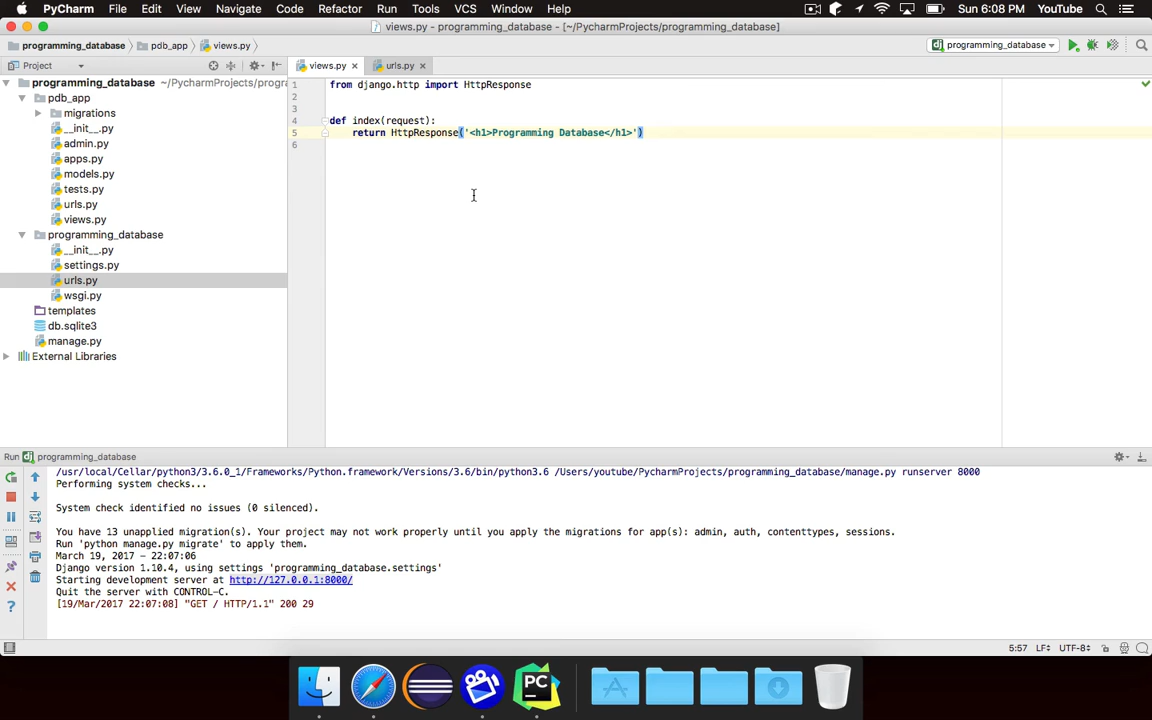 PyCharm File Edit View Navigate Code Refactor Run Tools VCS Window Help Sun 6:08 PM YouTube
views.py - programming_database - [~/PycharmProjects/programming_database]
programming_database pdb_app views.py programming_database
Project views.py urls.py
programming_database ~/PycharmProjects/progra
pdb_app
migrations
__init__.py
admin.py
apps.py
models.py
tests.py
urls.py
views.py
programming_database
__init__.py
settings.py
urls.py
wsgi.py
templates
db.sqlite3
manage.py
External Libraries
1 from django.http import HttpResponse
2
3
4 def index(request):
5 return HttpResponse('<h1>Programming Database</h1>')
6
Run programming_database
/usr/local/Cellar/python3/3.6.0_1/Frameworks/Python.framework/Versions/3.6/bin/python3.6 /Users/youtube/PycharmProjects/programming_database/manage.py runserver 8000
Performing system checks...
System check identified no issues (0 silenced).
You have 13 unapplied migration(s). Your project may not work properly until you apply the migrations for app(s): admin, auth, contenttypes, sessions.
Run 'python manage.py migrate' to apply them.
March 19, 2017 - 22:07:06
Django version 1.10.4, using settings 'programming_database.settings'
Starting development server at http://127.0.0.1:8000/
Quit the server with CONTROL-C.
[19/Mar/2017 22:07:08] "GET / HTTP/1.1" 200 29
5:57 LF÷ UTF-8÷
PC